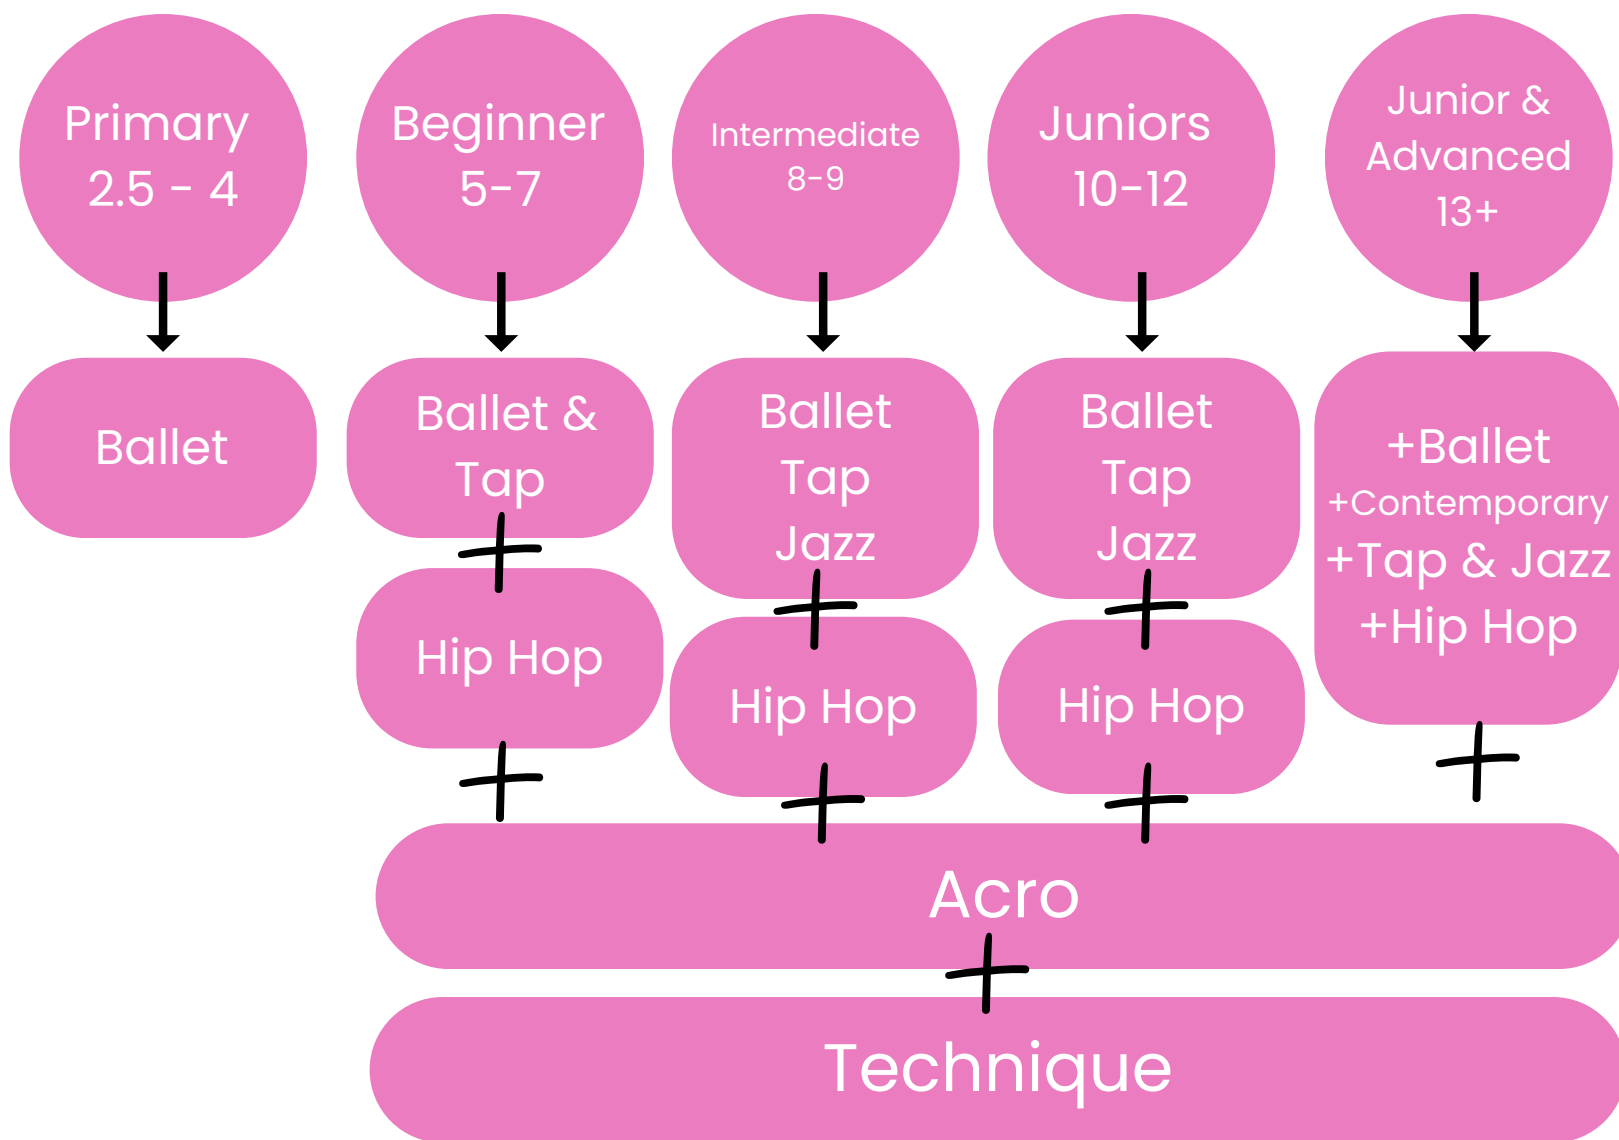 Primary
2.5 - 4
Beginner
5-7
Intermediate
8-9
Juniors
10-12
Junior &
Advanced
13+
Ballet
Ballet &
Tap
Hip Hop
Ballet
Tap
Jazz
Hip Hop
Ballet
Tap
Jazz
Hip Hop
+Ballet
+Contemporary
+Tap & Jazz
+Hip Hop
Acro
Technique